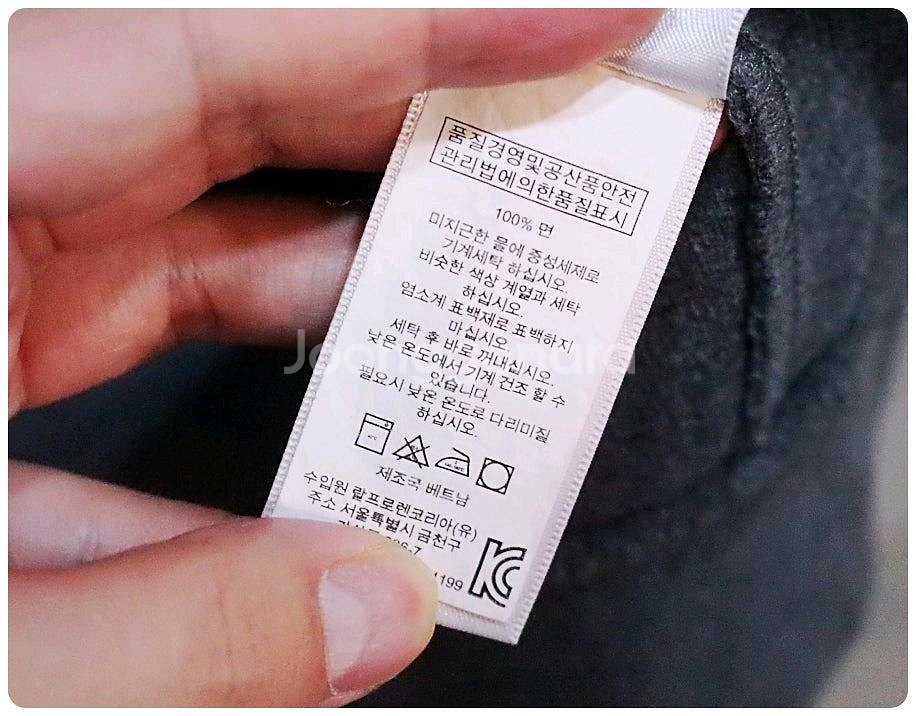 품질경영및공산품안전
관리법에의한품질표시
100% 면
미지근한 물에 중성세제로
기계세탁 하십시오.
비슷한 색상 계열과 세탁
하십시오.
염소계 표백제로 표백하지
마십시오.
세탁 후 바로 꺼내십시오.
낮은 온도에서 기계 건조 할 수
있습니다.
필요시 낮은 온도로 다리미질
하십시오.
제조국 베트남
수입원 랄프로렌코리아(유)
주소 서울특별시 금천구
1199